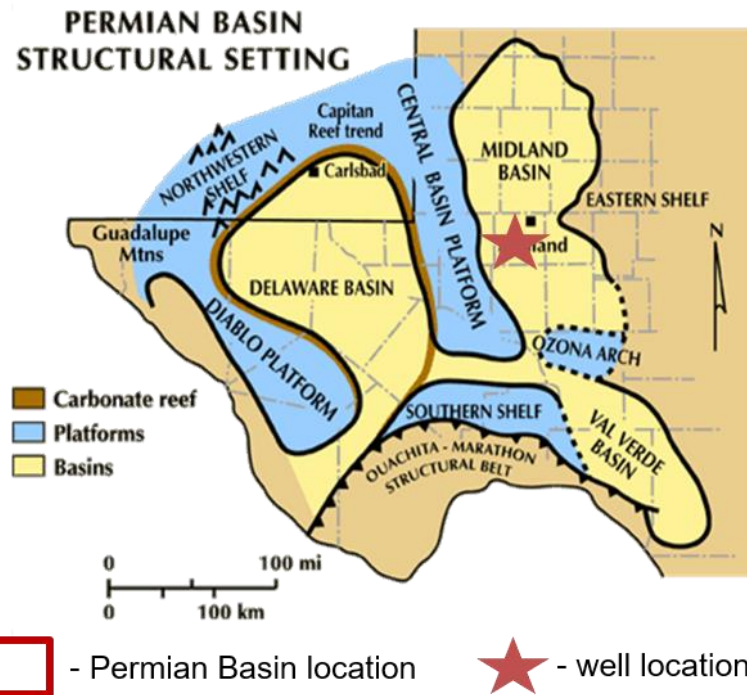 PERMIAN BASIN
STRUCTURAL SETTING
Capitan
Reef trend
NORTHWESTERN
SHELF
Carlsbad
CENTRAL BASIN PLATFORM
MIDLAND
BASIN
EASTERN SHELF
N
Guadalupe
Mtns
land
DELAWARE BASIN
DIABLO PLATFORM
OZONA ARCH
Carbonate reef
Platforms
Basins
SOUTHERN SHELF
VAL VERDE
BASIN
OUACHITA - MARATHON
STRUCTURAL BELT
0 100 mi
0 100 km
- Permian Basin location
- well location